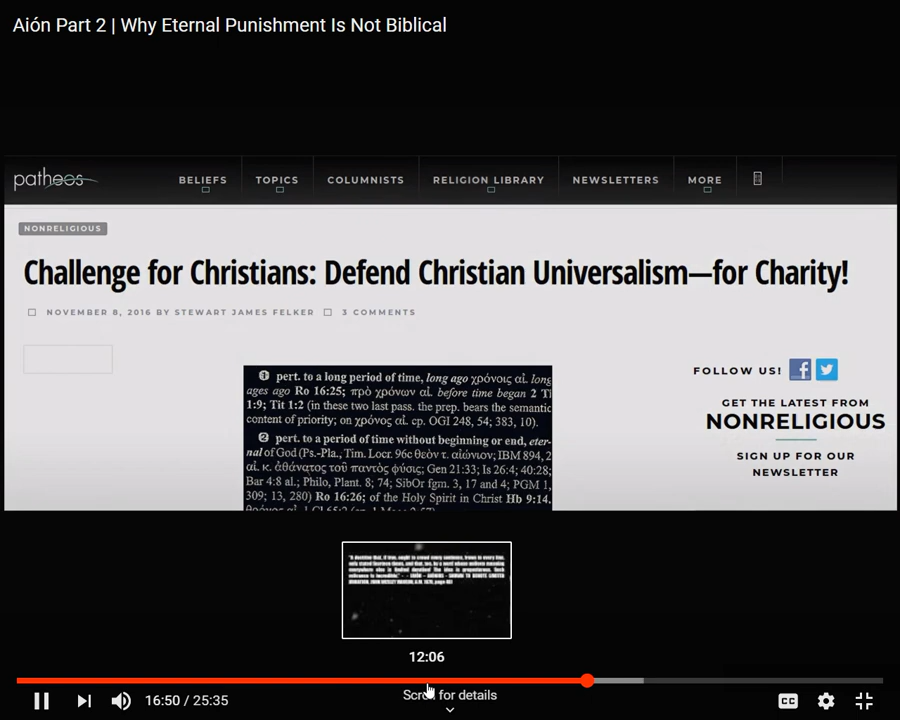 Aión Part 2 | Why Eternal Punishment Is Not Biblical
patheos
BELIEFS TOPICS COLUMNISTS RELIGION LIBRARY NEWSLETTERS MORE
NONRELIGIOUS
Challenge for Christians: Defend Christian Universalism—for Charity!
NOVEMBER 8, 2016 BY STEWART JAMES FELKER 3 COMMENTS
❶ pert. to a long period of time, long ago χρόνοις αἰ. long
ages ago Ro 16:25; πρὸ χρόνων αἰ. before time began 2 Ti
1:9; Tit 1:2 (in these two last pass. the prep. bears the semantic
content of priority; on χρόνος αἰ. cp. OGI 248, 54; 383, 10).
❷ pert. to a period of time without beginning or end, eter-
nal of God (Ps.-Pla., Tim. Locr. 96c θεὸν τ. αἰώνιον; IBM 894, 2
αἰ. κ. ἀθάνατος τοῦ παντὸς φύσις; Gen 21:33; Is 26:4; 40:28;
Bar 4:8 al.; Philo, Plant. 8; 74; SibOr fgm. 3, 17 and 4; PGM 1,
309; 13, 280) Ro 16:26; of the Holy Spirit in Christ Hb 9:14.
FOLLOW US!
GET THE LATEST FROM
NONRELIGIOUS
SIGN UP FOR OUR
NEWSLETTER
12:06
16:50 / 25:35
Scroll for details
CC